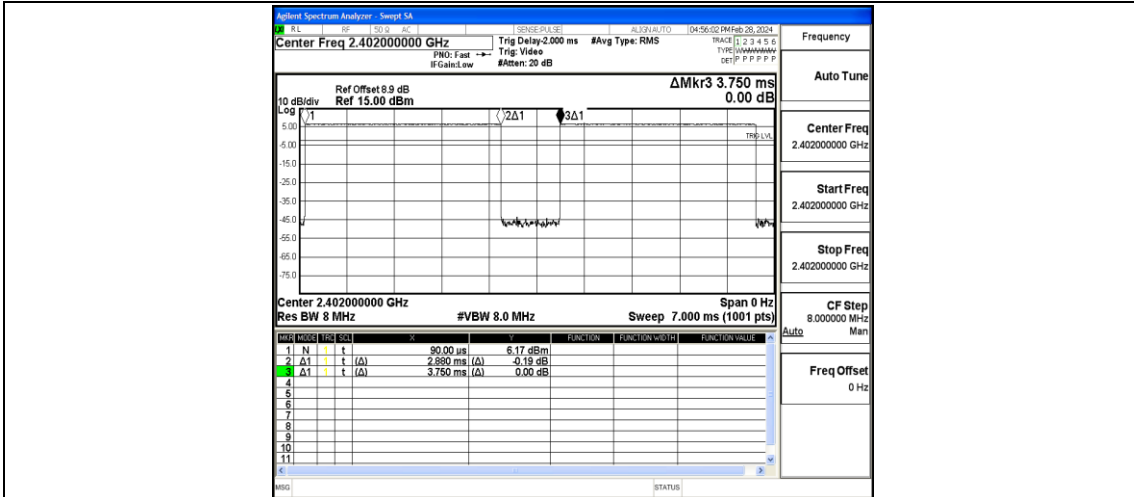 Agilent Spectrum Analyzer - Swept SA
RL RF 50 Ω AC SENSE:PULSE ALIGN AUTO 04:56:02 PM Feb 28, 2024
Center Freq 2.402000000 GHz Trig Delay-2.000 ms #Avg Type: RMS TRACE 1 2 3 4 5 6
PNO: Fast Trig: Video TYPE WWWWWW
IFGain:Low #Atten: 20 dB DET P P P P P P
Frequency
Auto Tune
Center Freq
2.402000000 GHz
Start Freq
2.402000000 GHz
Stop Freq
2.402000000 GHz
CF Step
8.000000 MHz
Auto Man
Freq Offset
0 Hz
ΔMkr3 3.750 ms
0.00 dB
Ref Offset 8.9 dB
10 dB/div Ref 15.00 dBm
Log
1 2Δ1 3Δ1
5.00
TRIG LVL
-5.00
-15.0
-25.0
-35.0
-45.0
-55.0
-65.0
-75.0
Center 2.402000000 GHz Span 0 Hz
Res BW 8 MHz #VBW 8.0 MHz Sweep 7.000 ms (1001 pts)
MKR MODE TRC SCL X Y FUNCTION FUNCTION WIDTH FUNCTION VALUE
1 N 1 t 90.00 µs 6.17 dBm
2 Δ1 1 t (Δ) 2.880 ms (Δ) -0.19 dB
3 Δ1 1 t (Δ) 3.750 ms (Δ) 0.00 dB
4
5
6
7
8
9
10
11
MSG STATUS